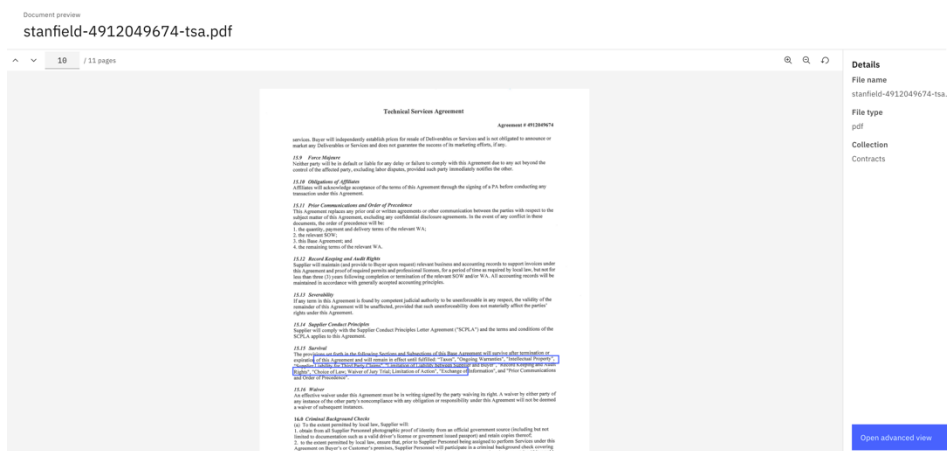 Document preview
stanfield-4912049674-tsa.pdf
10 / 11 pages
Technical Services Agreement
Agreement # 4912049674
services. Buyer will independently establish prices for resale of Deliverables or Services and is not obligated to announce or
market any Deliverables or Services and does not guarantee the success of its marketing efforts, if any.
15.9 Force Majeure
Neither party will be in default or liable for any delay or failure to comply with this Agreement due to any act beyond the
control of the affected party, excluding labor disputes, provided such party immediately notifies the other.
15.10 Obligations of Affiliates
Affiliates will acknowledge acceptance of the terms of this Agreement through the signing of a PA before conducting any
transaction under this Agreement.
15.11 Prior Communications and Order of Precedence
This Agreement replaces any prior oral or written agreements or other communication between the parties with respect to the
subject matter of this Agreement, excluding any confidential disclosure agreements. In the event of any conflict in these
documents, the order of precedence will be:
1. the quantity, payment and delivery terms of the relevant WA;
2. the relevant SOW;
3. this Base Agreement; and
4. the remaining terms of the relevant WA.
15.12 Record Keeping and Audit Rights
Supplier will maintain (and provide to Buyer upon request) relevant business and accounting records to support invoices under
this Agreement and proof of required permits and professional licenses, for a period of time as required by local law, but not for
less than three (3) years following completion or termination of the relevant SOW and/or WA. All accounting records will be
maintained in accordance with generally accepted accounting principles.
15.13 Severability
If any term in this Agreement is found by competent judicial authority to be unenforceable in any respect, the validity of the
remainder of this Agreement will be unaffected, provided that such unenforceability does not materially affect the parties'
rights under this Agreement.
15.14 Supplier Conduct Principles
Supplier will comply with the Supplier Conduct Principles Letter Agreement ("SCPLA") and the terms and conditions of the
SCPLA applies to this Agreement.
15.15 Survival
The provisions set forth in the following Sections and Subsections of this Base Agreement will survive after termination or
expiration of this Agreement and will remain in effect until fulfilled: "Taxes", "Ongoing Warranties", "Intellectual Property",
"Supplier Liability for Third Party Claims", "Limitation of Liability between Supplier and Buyer", "Record Keeping and Audit
Rights", "Choice of Law; Waiver of Jury Trial; Limitation of Action", "Exchange of Information", and "Prior Communications
and Order of Precedence".
15.16 Waiver
An effective waiver under this Agreement must be in writing signed by the party waiving its right. A waiver by either party of
any instance of the other party's noncompliance with any obligation or responsibility under this Agreement will not be deemed
a waiver of subsequent instances.
16.0 Criminal Background Checks
(a) To the extent permitted by local law, Supplier will:
1. obtain from all Supplier Personnel photographic proof of identity from an official government source (including but not
limited to documentation such as a valid driver's license or government issued passport) and retain copies thereof;
2. to the extent permitted by local law, ensure that, prior to Supplier Personnel being assigned to perform Services under this
Agreement on Buyer's or Customer's premises, Supplier Personnel will participate in a criminal background check covering
Details
File name
stanfield-4912049674-tsa.
File type
pdf
Collection
Contracts
Open advanced view